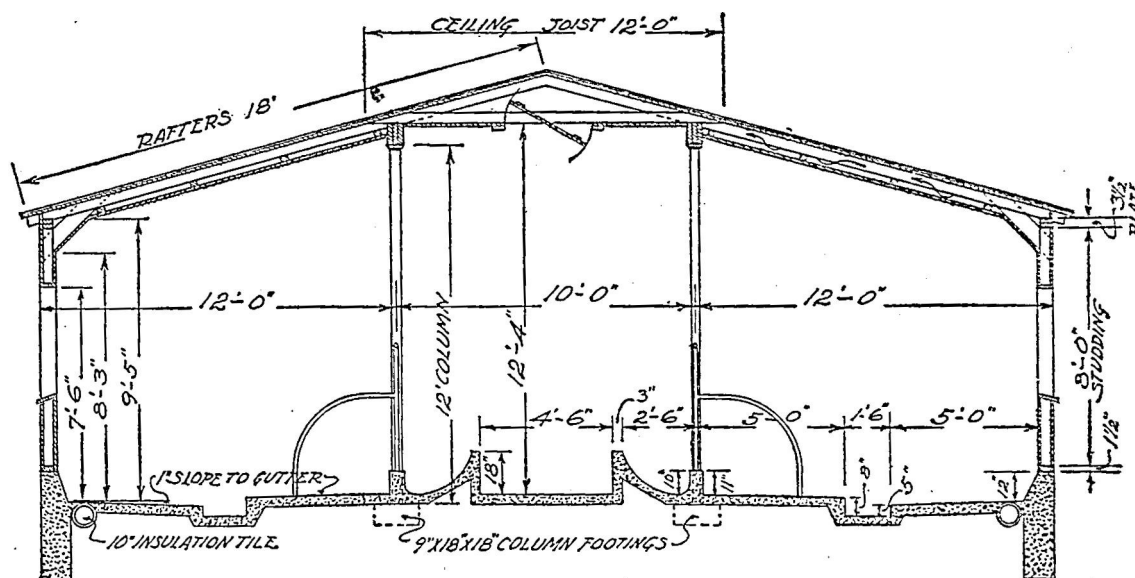 CEILING JOIST 12'-0"
RAFTERS 18'
3½"
PLATE
12'-0"
10'-0"
12'-0"
7'-6"
8'-3"
9'-5"
12' COLUMN
12'-4"
8'-0"
STUDDING
1½"
4'-6"
3"
2'-6"
5'-0"
1'-6"
5'-0"
18"
10"
11"
8"
5"
12"
1" SLOPE TO GUTTER
10" INSULATION TILE
9"X18"X18" COLUMN FOOTINGS